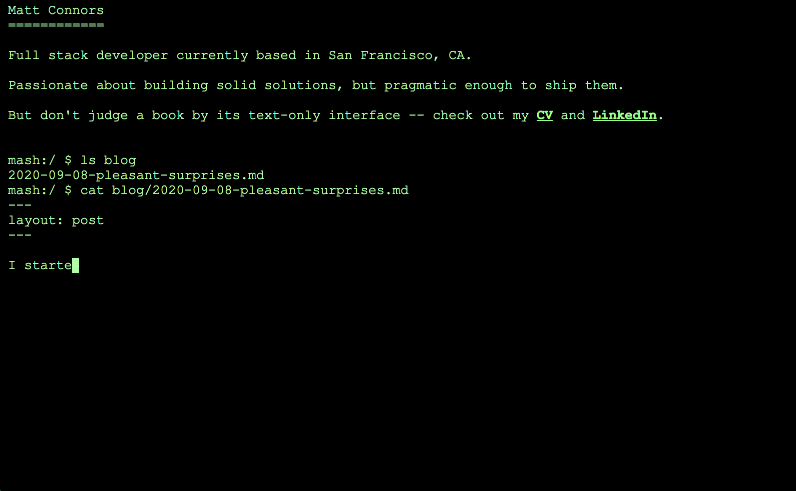 Matt Connors
============
Full stack developer currently based in San Francisco, CA.
Passionate about building solid solutions, but pragmatic enough to ship them.
But don't judge a book by its text-only interface -- check out my CV and LinkedIn.
mash:/ $ ls blog
2020-09-08-pleasant-surprises.md
mash:/ $ cat blog/2020-09-08-pleasant-surprises.md
---
layout: post
---
I starte